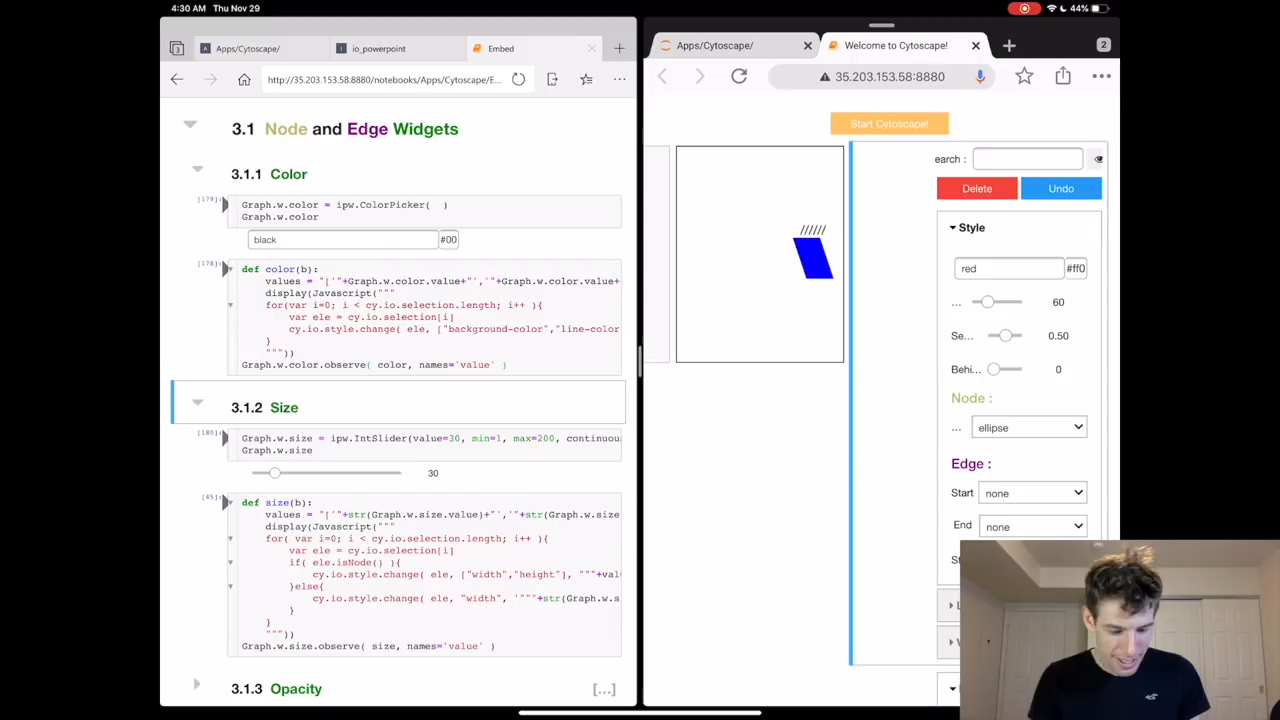 4:30 AM Thu Nov 29
44%
Apps/Cytoscape/
io_powerpoint
Embed
http://35.203.153.58:8880/notebooks/Apps/Cytoscape/E...
3.1 Node and Edge Widgets
3.1.1 Color
[179]:
Graph.w.color = ipw.ColorPicker(  )
Graph.w.color
black
#00
[178]:
def color(b):
values = "['"+Graph.w.color.value+"','"+Graph.w.color.value+
display(Javascript("""
for(var i=0; i < cy.io.selection.length; i++ ){
var ele = cy.io.selection[i]
cy.io.style.change( ele, ["background-color","line-color
}
"""))
Graph.w.color.observe( color, names='value' )
3.1.2 Size
[180]:
Graph.w.size = ipw.IntSlider(value=30, min=1, max=200, continuou
Graph.w.size
30
[45]:
def size(b):
values = "['"+str(Graph.w.size.value)+"','"+str(Graph.w.size
display(Javascript("""
for( var i=0; i < cy.io.selection.length; i++ ){
var ele = cy.io.selection[i]
if( ele.isNode() ){
cy.io.style.change( ele, ["width","height"], """+val
}else{
cy.io.style.change( ele, "width", '"""+str(Graph.w.s
}
}
"""))
Graph.w.size.observe( size, names='value' )
3.1.3 Opacity
[...]
Apps/Cytoscape/
Welcome to Cytoscape!
2
35.203.153.58:8880
Start Cytoscape!
earch :
Delete
Undo
Style
red
#ff0
... 60
Se... 0.50
Behi... 0
Node :
... ellipse
Edge :
Start none
End none